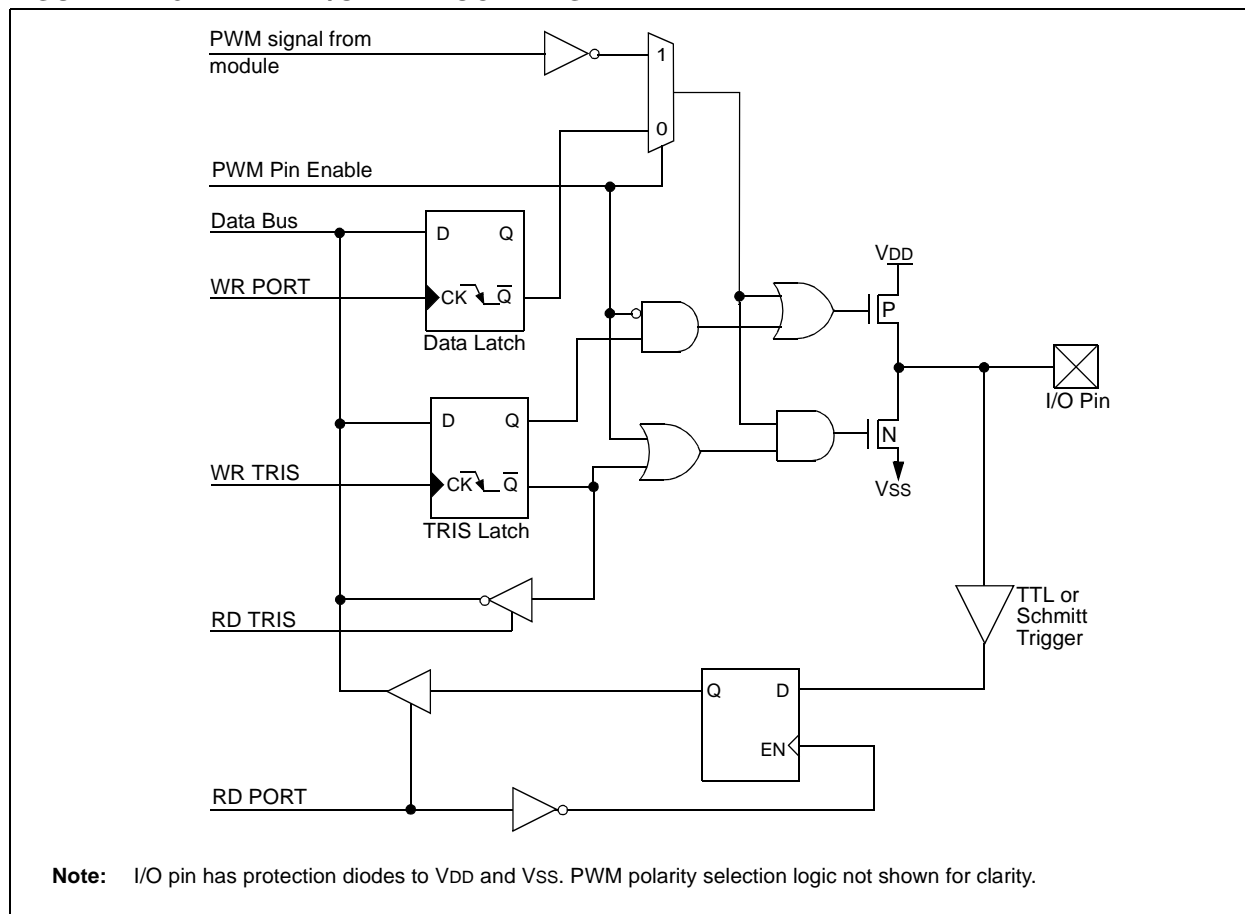 PWM signal from
module
1
0
PWM Pin Enable
Data Bus
D Q
WR PORT
CK Q̅
Data Latch
VDD
P
I/O Pin
D Q
N
WR TRIS
CK Q̅
VSS
TRIS Latch
RD TRIS
TTL or
Schmitt
Trigger
Q D
EN
RD PORT
Note: I/O pin has protection diodes to VDD and VSS. PWM polarity selection logic not shown for clarity.